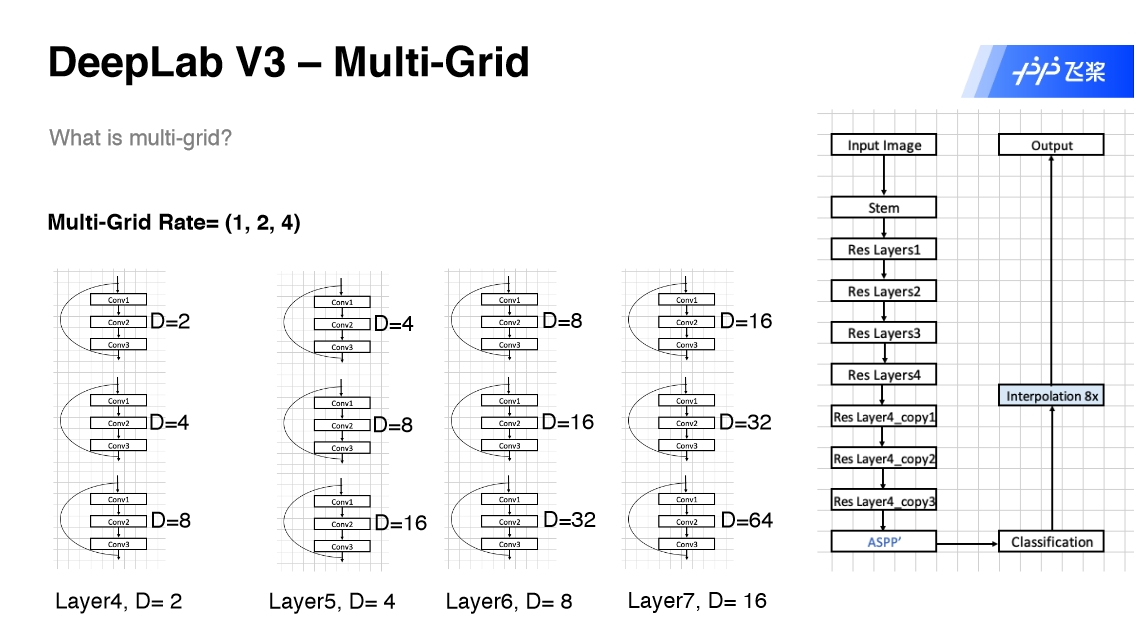 DeepLab V3 – Multi-Grid
飞桨
What is multi-grid?
Multi-Grid Rate= (1, 2, 4)
Conv1
Conv2 D=2
Conv3
Conv1
Conv2 D=4
Conv3
Conv1
Conv2 D=8
Conv3
Layer4, D= 2
Conv1
Conv2 D=4
Conv3
Conv1
Conv2 D=8
Conv3
Conv1
Conv2 D=16
Conv3
Layer5, D= 4
Conv1
Conv2 D=8
Conv3
Conv1
Conv2 D=16
Conv3
Conv1
Conv2 D=32
Conv3
Layer6, D= 8
Conv1
Conv2 D=16
Conv3
Conv1
Conv2 D=32
Conv3
Conv1
Conv2 D=64
Conv3
Layer7, D= 16
Input Image
Stem
Res Layers1
Res Layers2
Res Layers3
Res Layers4
Res Layer4_copy1
Res Layer4_copy2
Res Layer4_copy3
ASPP'
Classification
Interpolation 8x
Output